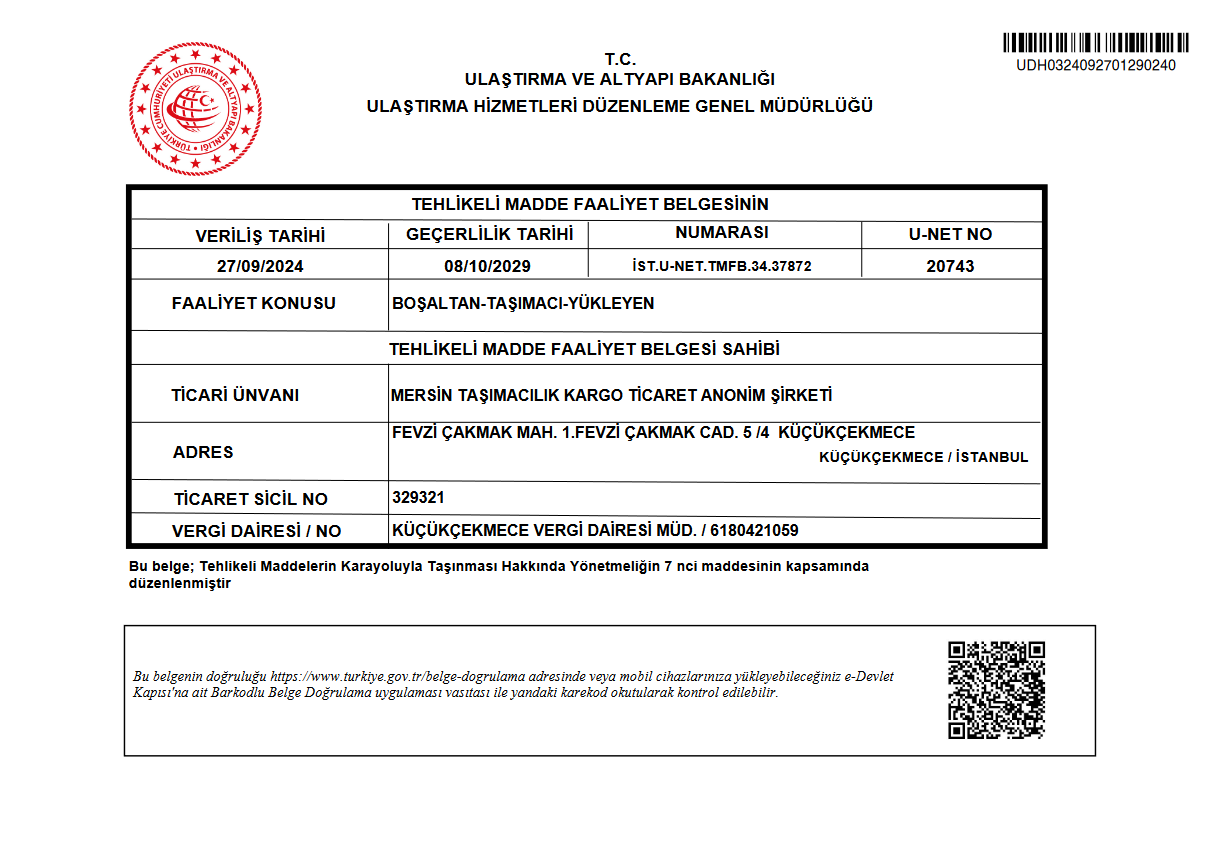 TÜRKİYE CUMHURİYETİ ULAŞTIRMA VE ALTYAPI BAKANLIĞI
T.C.
ULAŞTIRMA VE ALTYAPI BAKANLIĞI
ULAŞTIRMA HİZMETLERİ DÜZENLEME GENEL MÜDÜRLÜĞÜ
UDH0324092701290240
TEHLİKELİ MADDE FAALİYET BELGESİNİN
VERİLİŞ TARİHİ GEÇERLİLİK TARİHİ NUMARASI U-NET NO
27/09/2024 08/10/2029 İST.U-NET.TMFB.34.37872 20743
FAALİYET KONUSU BOŞALTAN-TAŞIMACI-YÜKLEYEN
TEHLİKELİ MADDE FAALİYET BELGESİ SAHİBİ
TİCARİ ÜNVANI MERSİN TAŞIMACILIK KARGO TİCARET ANONİM ŞİRKETİ
ADRES FEVZİ ÇAKMAK MAH. 1.FEVZİ ÇAKMAK CAD. 5 /4 KÜÇÜKÇEKMECE
KÜÇÜKÇEKMECE / İSTANBUL
TİCARET SİCİL NO 329321
VERGİ DAİRESİ / NO KÜÇÜKÇEKMECE VERGİ DAİRESİ MÜD. / 6180421059
Bu belge; Tehlikeli Maddelerin Karayoluyla Taşınması Hakkında Yönetmeliğin 7 nci maddesinin kapsamında
düzenlenmiştir
Bu belgenin doğruluğu https://www.turkiye.gov.tr/belge-dogrulama adresinde veya mobil cihazlarınıza yükleyebileceğiniz e-Devlet
Kapısı'na ait Barkodlu Belge Doğrulama uygulaması vasıtası ile yandaki karekod okutularak kontrol edilebilir.